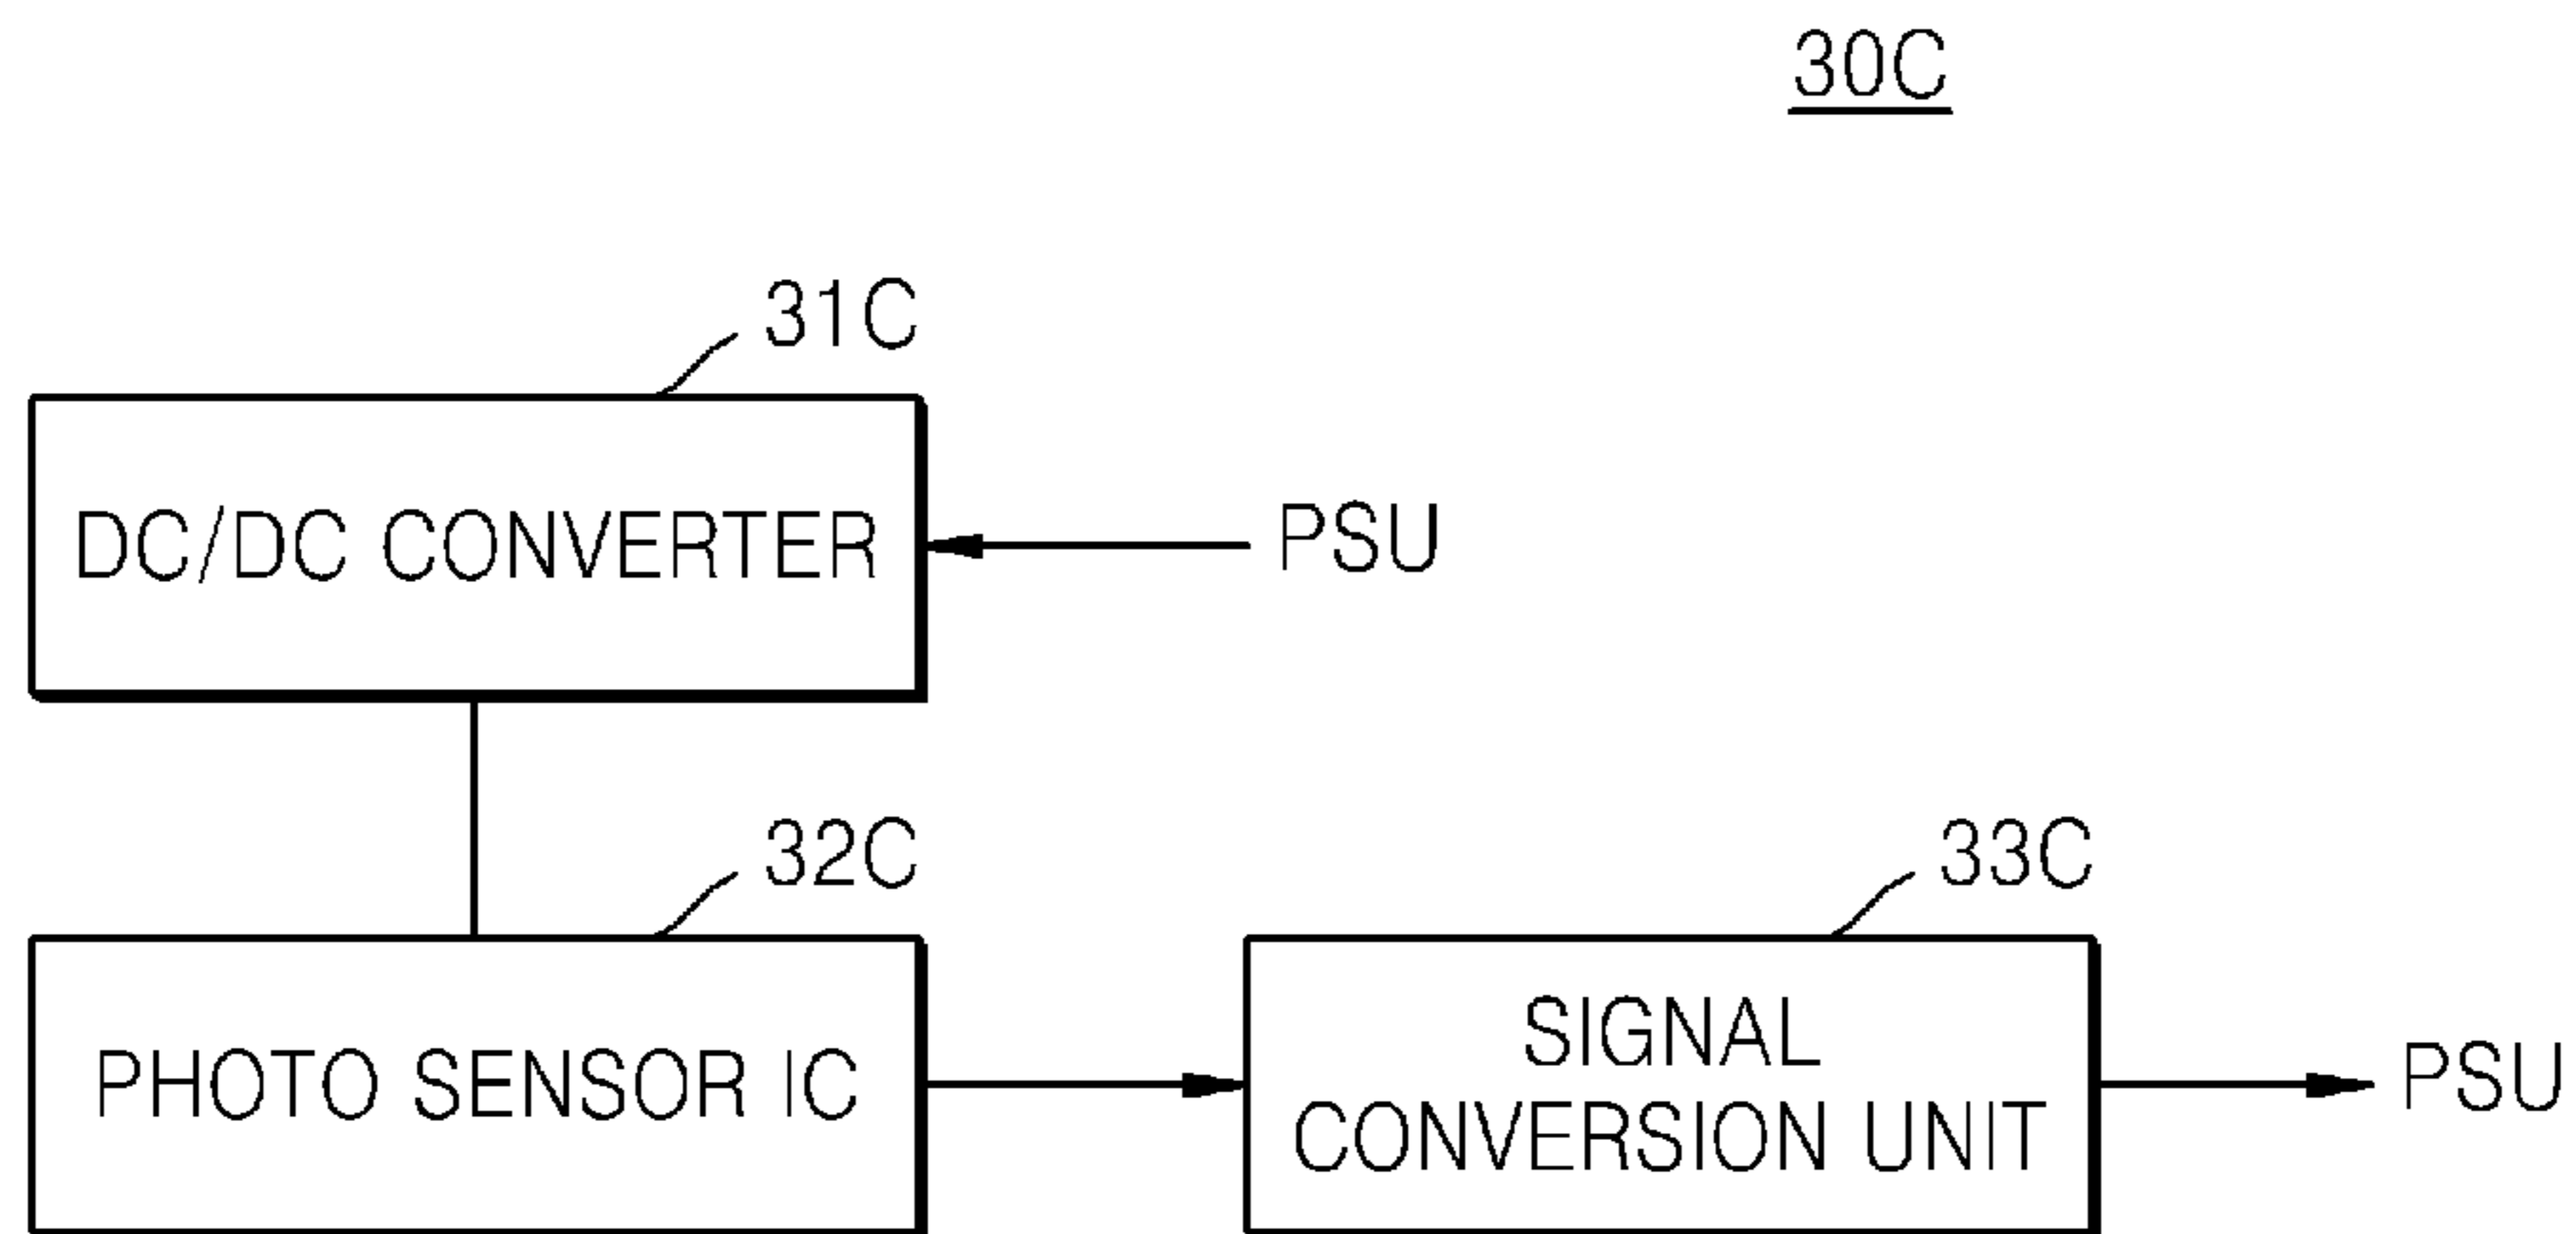 30C
31C
DC/DC CONVERTER
PSU
32C
33C
PHOTO SENSOR IC
SIGNAL
CONVERSION UNIT
PSU